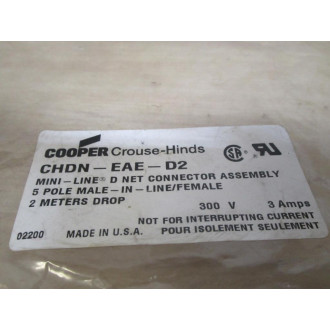 COOPER Crouse-Hinds
CHDN-EAE-D2
MINI-LINE® D NET CONNECTOR ASSEMBLY
5 POLE MALE-IN-LINE/FEMALE
2 METERS DROP 300 V 3 Amps
NOT FOR INTERRUPTING CURRENT
02200 MADE IN U.S.A. POUR ISOLEMENT SEULEMENT